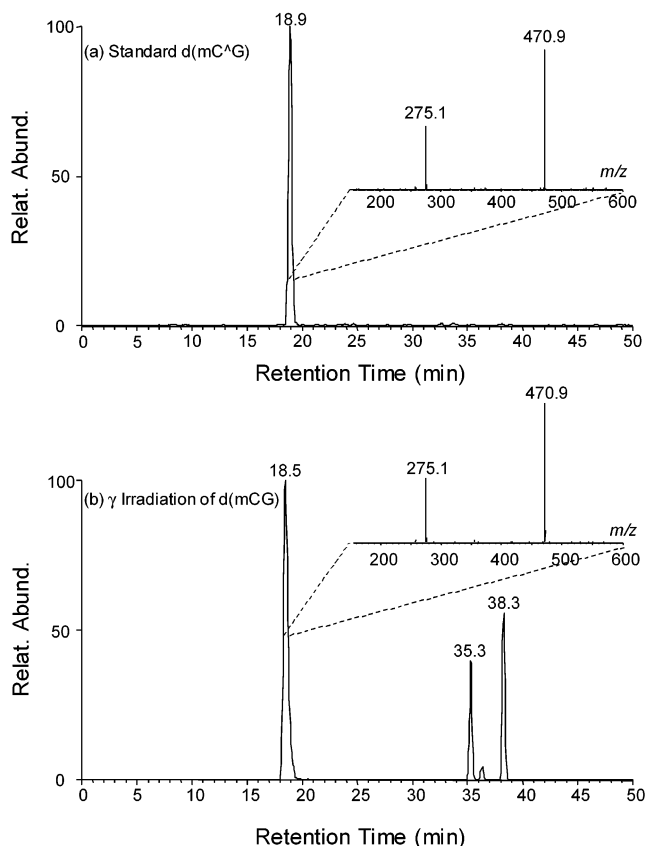 100
18.9
(a) Standard d(mC^G)
470.9
275.1
m/z
200 300 400 500 600
50
Relat. Abund.
0
0 5 10 15 20 25 30 35 40 45 50
Retention Time (min)
470.9
100
18.5
275.1
(b) γ Irradiation of d(mCG)
m/z
200 300 400 500 600
38.3
50
35.3
Relat. Abund.
0
0 5 10 15 20 25 30 35 40 45 50
Retention Time (min)